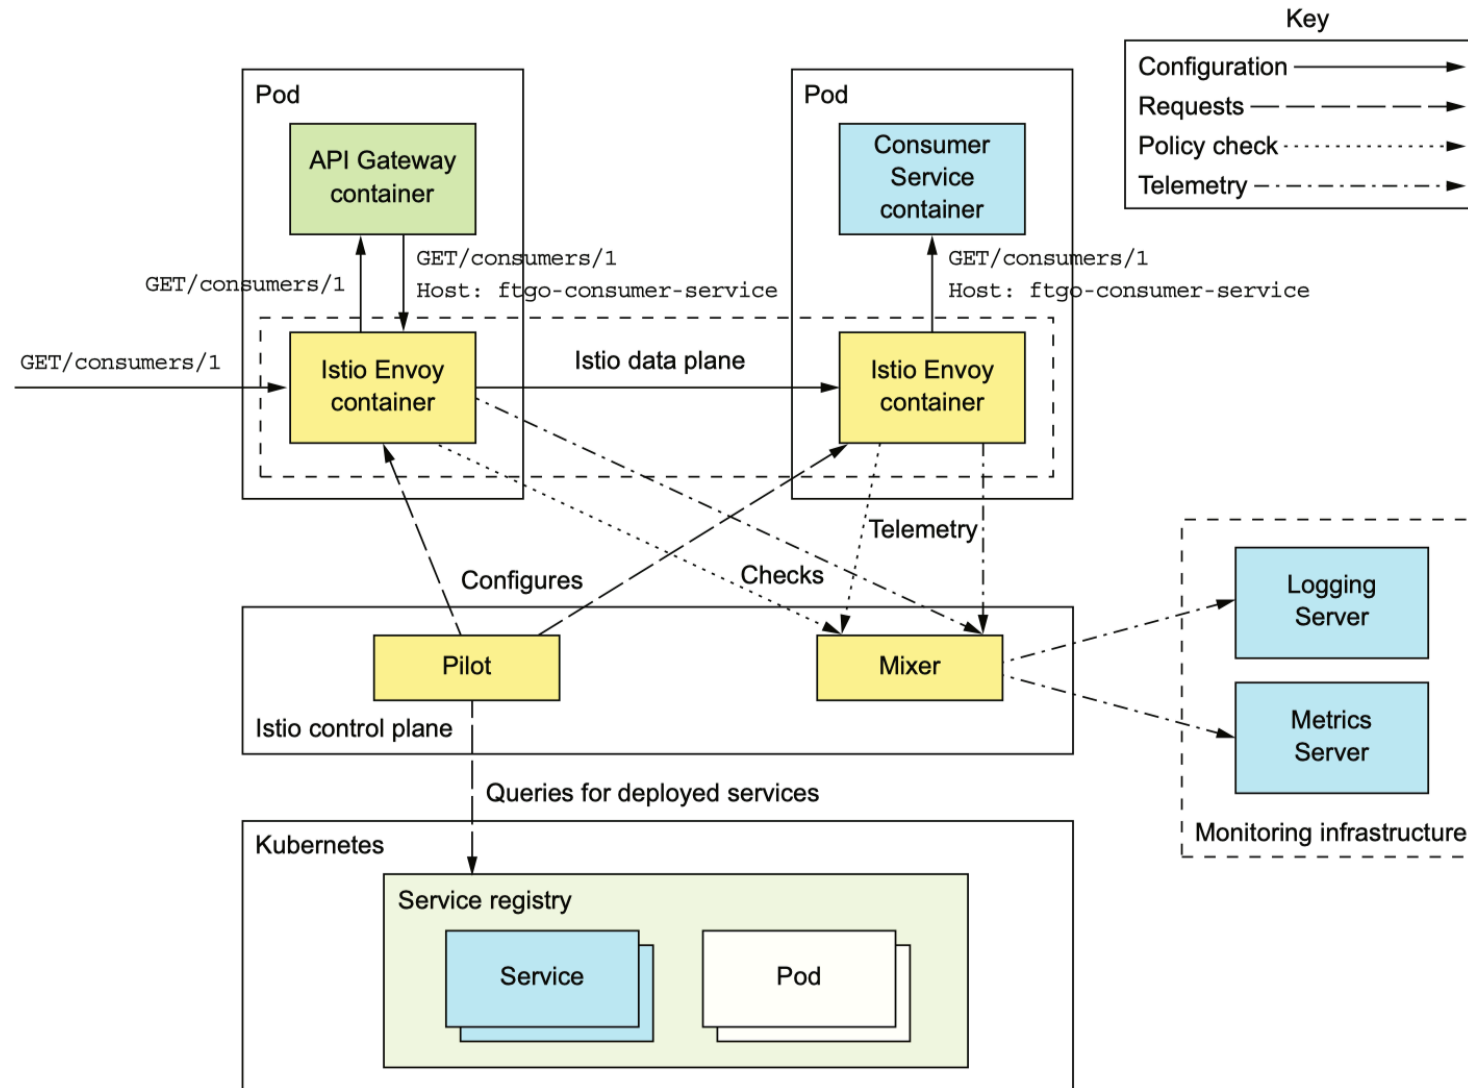 Key
Configuration
Requests
Policy check
Telemetry
Pod
API Gateway
container
Pod
Consumer
Service
container
GET/consumers/1
GET/consumers/1
Host: ftgo-consumer-service
GET/consumers/1
Host: ftgo-consumer-service
GET/consumers/1
Istio Envoy
container
Istio data plane
Istio Envoy
container
Telemetry
Configures
Checks
Pilot
Mixer
Istio control plane
Logging
Server
Metrics
Server
Monitoring infrastructure
Queries for deployed services
Kubernetes
Service registry
Service
Pod